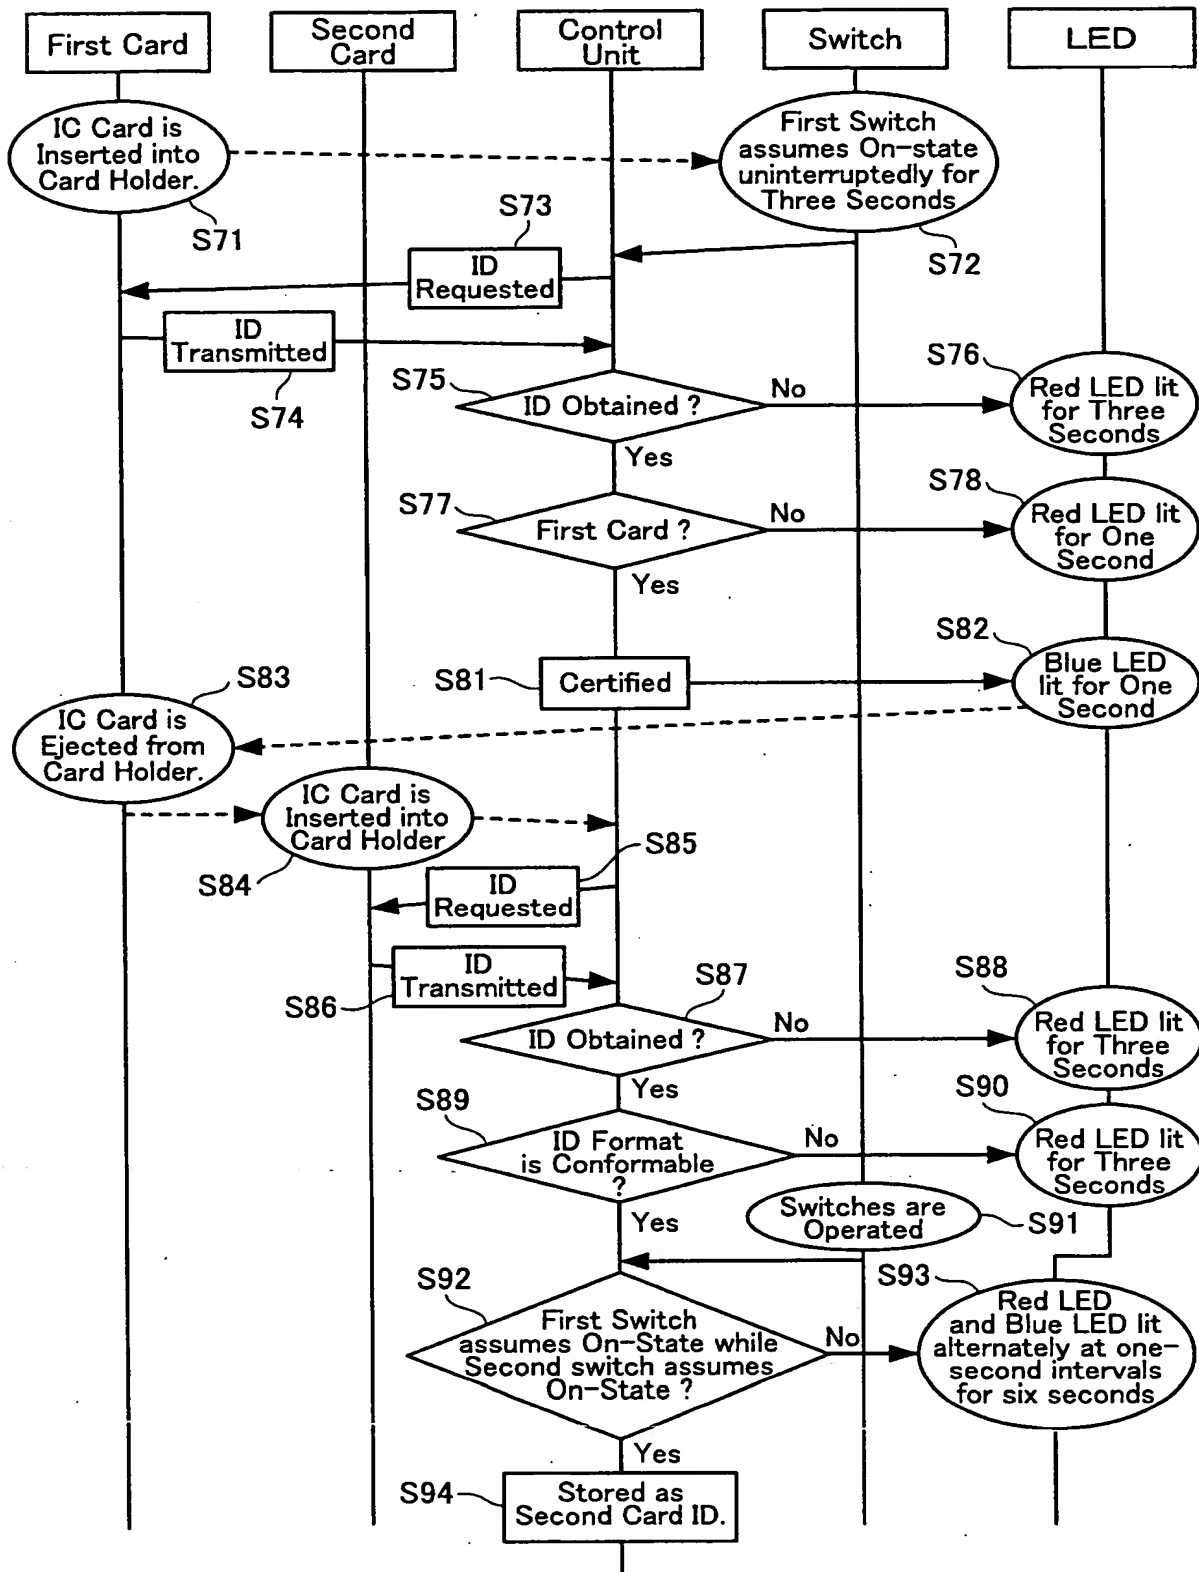 First Card
Second
Card
Control
Unit
Switch
LED
IC Card is
Inserted into
Card Holder.
S71
First Switch
assumes On-state
uninterruptedly for
Three Seconds
S72
S73
ID
Requested
ID
Transmitted
S74
S75
ID Obtained ?
No
Yes
S76
Red LED lit
for Three
Seconds
S77
First Card ?
No
Yes
S78
Red LED lit
for One
Second
S81
Certified
S82
Blue LED
lit for One
Second
S83
IC Card is
Ejected from
Card Holder.
IC Card is
Inserted into
Card Holder
S84
S85
ID
Requested
ID
Transmitted
S86
S87
ID Obtained ?
No
Yes
S88
Red LED lit
for Three
Seconds
S89
ID Format
is Conformable
?
No
Yes
S90
Red LED lit
for Three
Seconds
Switches are
Operated
S91
S92
First Switch
assumes On-State while
Second switch assumes
On-State ?
No
Yes
S93
Red LED
and Blue LED lit
alternately at one-
second intervals
for six seconds
S94
Stored as
Second Card ID.